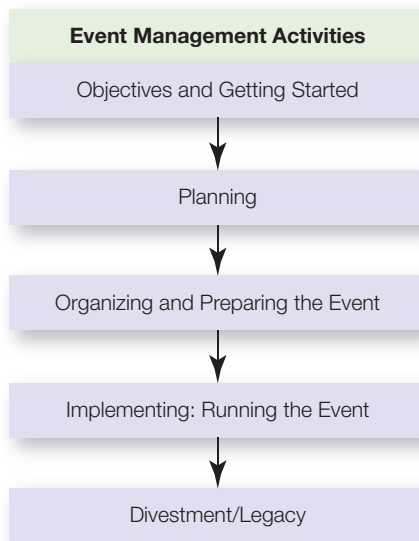 Event Management Activities
Objectives and Getting Started
Planning
Organizing and Preparing the Event
Implementing: Running the Event
Divestment/Legacy